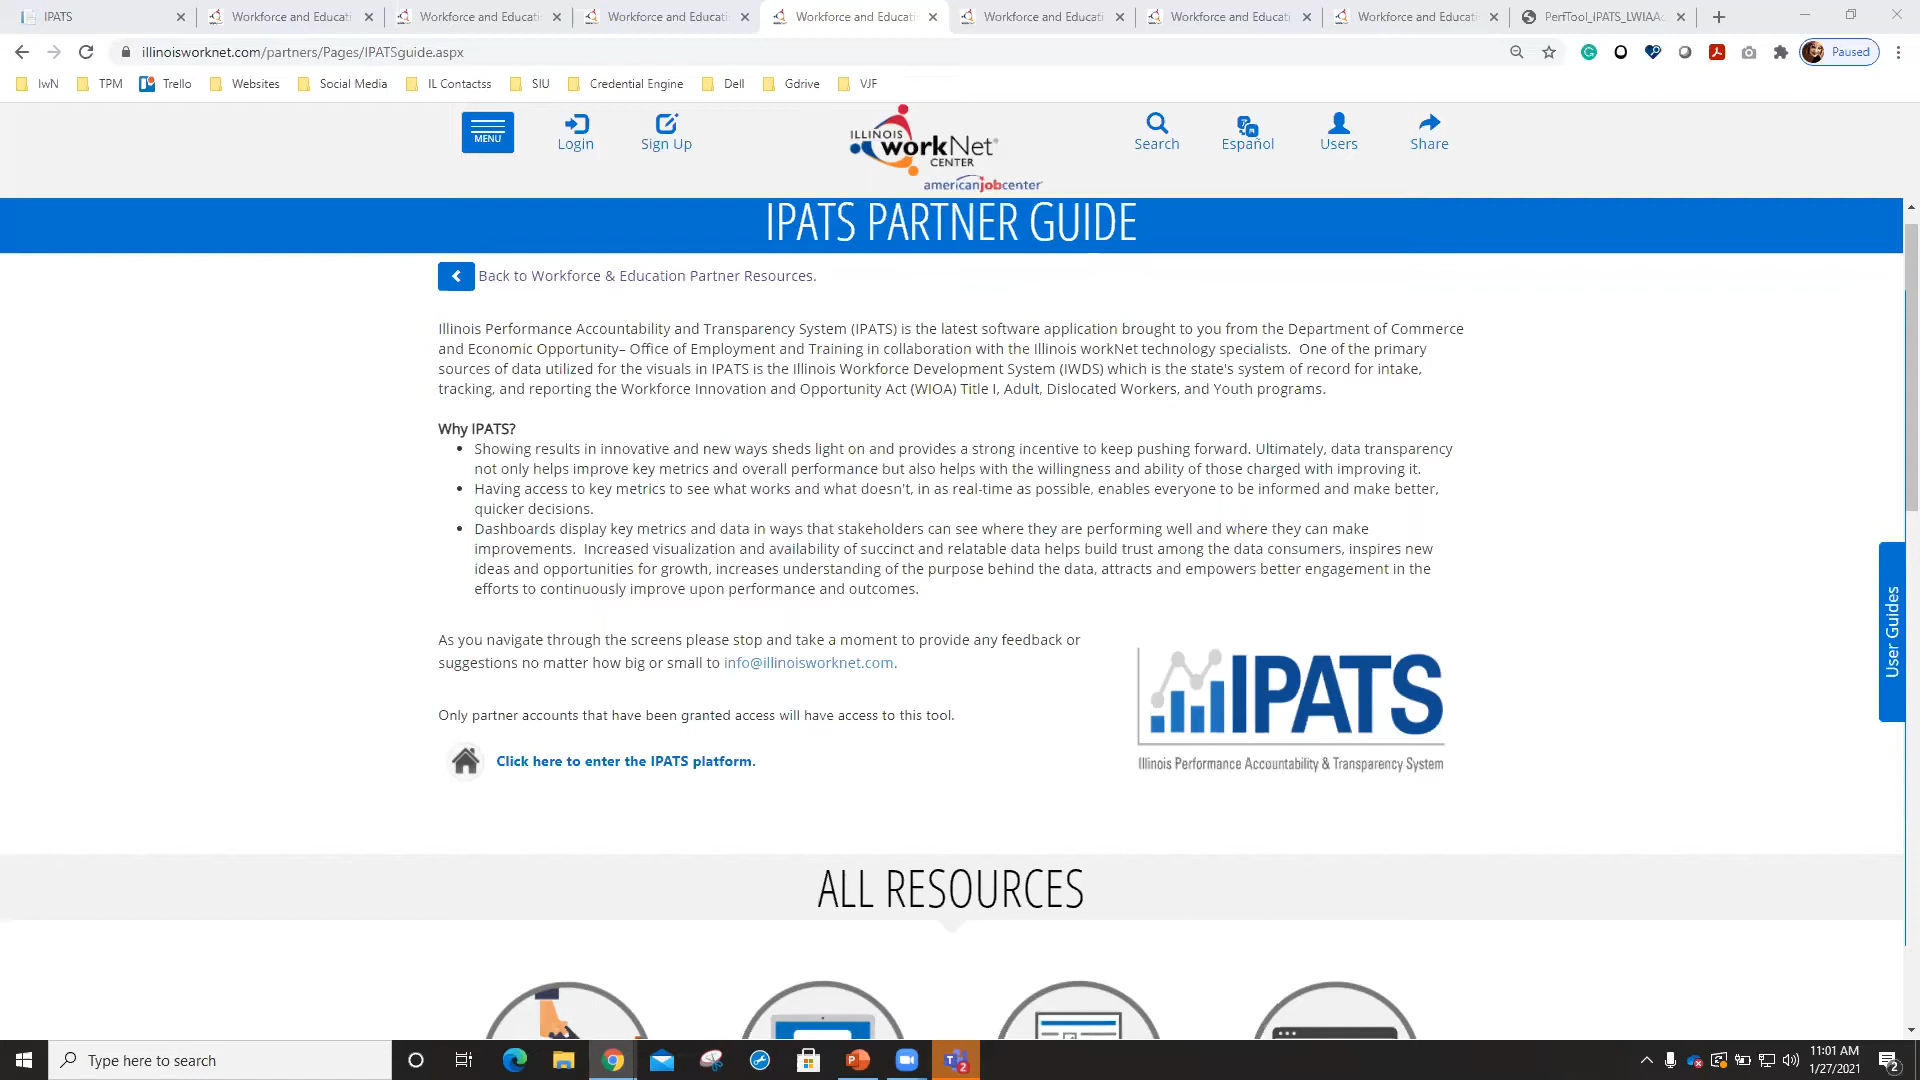 IPATS
Workforce and Educati
Workforce and Educati
Workforce and Educati
Workforce and Educati
Workforce and Educati
Workforce and Educati
Workforce and Educati
PerfTool_IPATS_LWIAAc
illinoisworknet.com/partners/Pages/IPATSguide.aspx
Paused
IwN
TPM
Trello
Websites
Social Media
IL Contactss
SIU
Credential Engine
Dell
Gdrive
VJF
MENU
Login
Sign Up
ILLINOIS
workNet
CENTER
americanjobcenter
Search
Español
Users
Share
IPATS PARTNER GUIDE
Back to Workforce & Education Partner Resources.
Illinois Performance Accountability and Transparency System (IPATS) is the latest software application brought to you from the Department of Commerce
and Economic Opportunity– Office of Employment and Training in collaboration with the Illinois workNet technology specialists. One of the primary
sources of data utilized for the visuals in IPATS is the Illinois Workforce Development System (IWDS) which is the state's system of record for intake,
tracking, and reporting the Workforce Innovation and Opportunity Act (WIOA) Title I, Adult, Dislocated Workers, and Youth programs.
Why IPATS?
• Showing results in innovative and new ways sheds light on and provides a strong incentive to keep pushing forward. Ultimately, data transparency
not only helps improve key metrics and overall performance but also helps with the willingness and ability of those charged with improving it.
• Having access to key metrics to see what works and what doesn't, in as real-time as possible, enables everyone to be informed and make better,
quicker decisions.
• Dashboards display key metrics and data in ways that stakeholders can see where they are performing well and where they can make
improvements. Increased visualization and availability of succinct and relatable data helps build trust among the data consumers, inspires new
ideas and opportunities for growth, increases understanding of the purpose behind the data, attracts and empowers better engagement in the
efforts to continuously improve upon performance and outcomes.
As you navigate through the screens please stop and take a moment to provide any feedback or
suggestions no matter how big or small to info@illinoisworknet.com.
Only partner accounts that have been granted access will have access to this tool.
Click here to enter the IPATS platform.
IPATS
Illinois Performance Accountability & Transparency System
User Guides
ALL RESOURCES
Type here to search
11:01 AM
1/27/2021
2
2